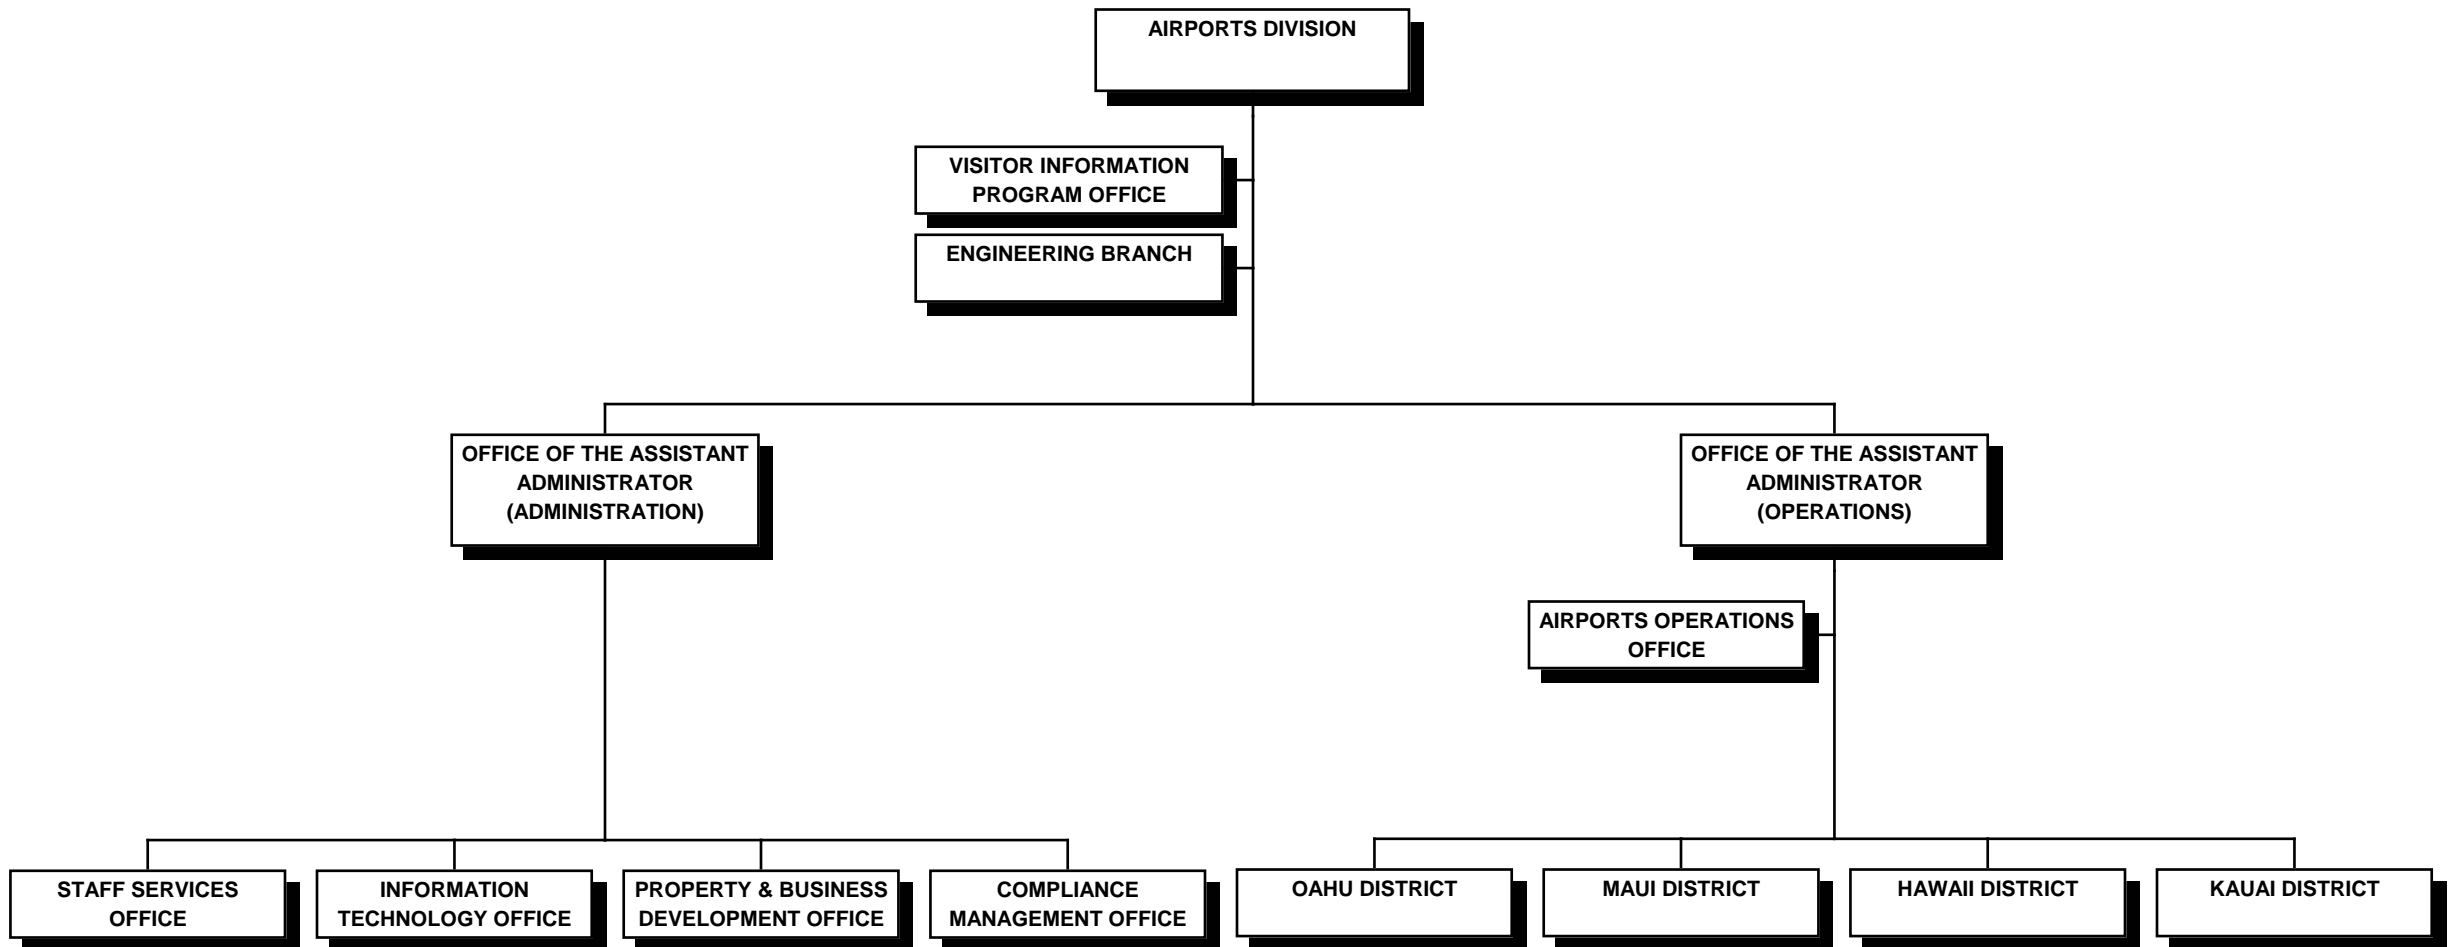 AIRPORTS DIVISION
VISITOR INFORMATION
PROGRAM OFFICE
ENGINEERING BRANCH
OFFICE OF THE ASSISTANT
ADMINISTRATOR
(ADMINISTRATION)
OFFICE OF THE ASSISTANT
ADMINISTRATOR
(OPERATIONS)
AIRPORTS OPERATIONS
OFFICE
STAFF SERVICES
OFFICE
INFORMATION
TECHNOLOGY OFFICE
PROPERTY & BUSINESS
DEVELOPMENT OFFICE
COMPLIANCE
MANAGEMENT OFFICE
OAHU DISTRICT
MAUI DISTRICT
HAWAII DISTRICT
KAUAI DISTRICT